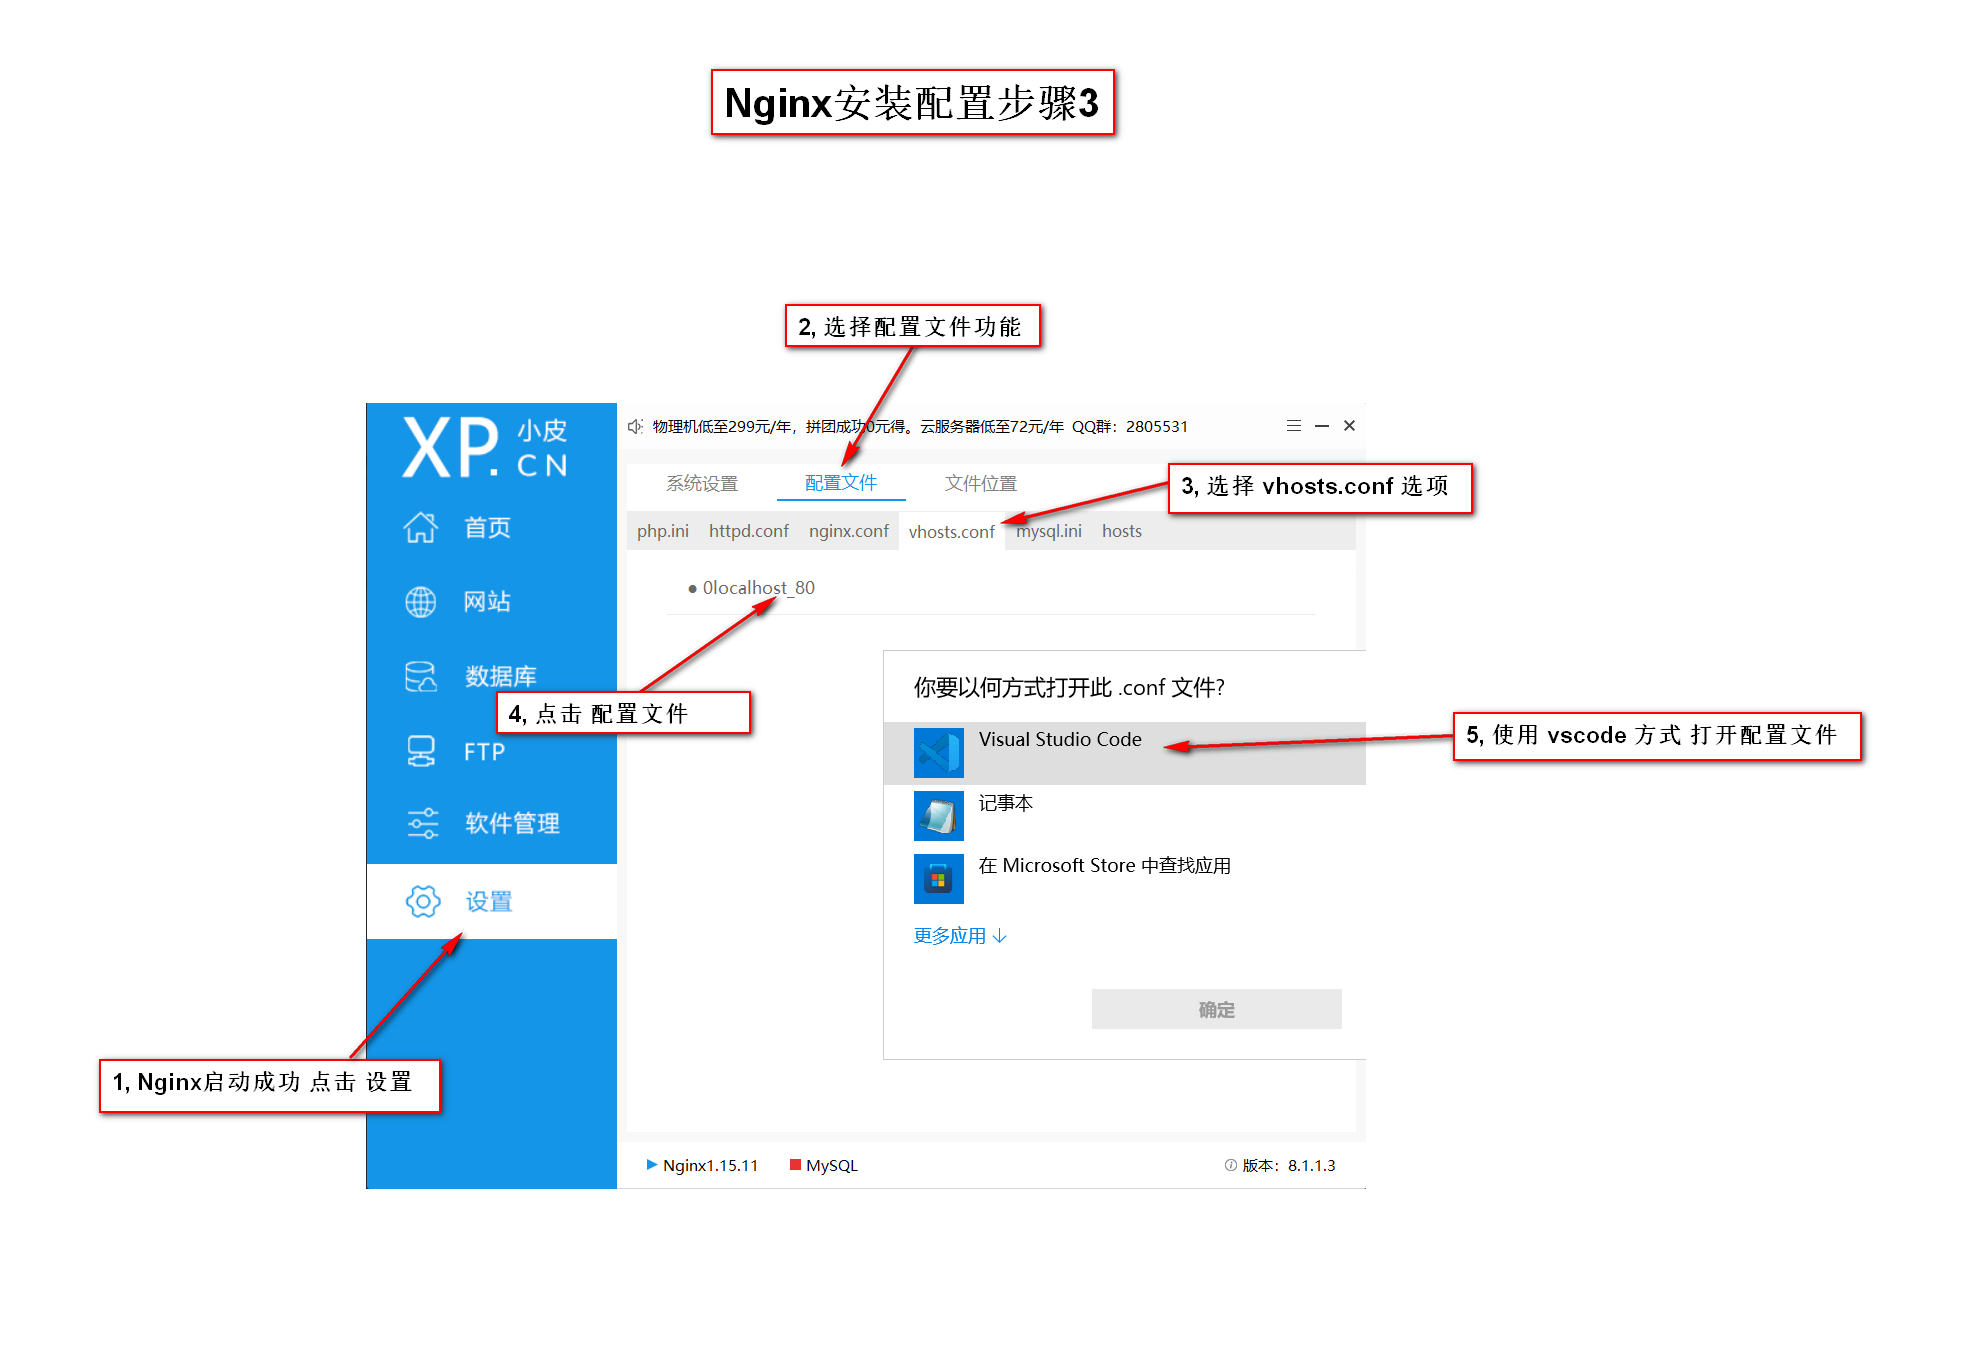 Nginx安装配置步骤3
2, 选择配置文件功能
XP. 小皮
CN
物理机低至299元/年，拼团成功0元得。云服务器低至72元/年 QQ群：2805531
系统设置 配置文件 文件位置
3, 选择 vhosts.conf 选项
php.ini httpd.conf nginx.conf vhosts.conf mysql.ini hosts
首页
● 0localhost_80
网站
数据库
4, 点击 配置文件
你要以何方式打开此 .conf 文件?
Visual Studio Code
5, 使用 vscode 方式 打开配置文件
FTP
记事本
软件管理
在 Microsoft Store 中查找应用
设置
更多应用 ↓
确定
1, Nginx启动成功 点击 设置
Nginx1.15.11 MySQL 版本：8.1.1.3